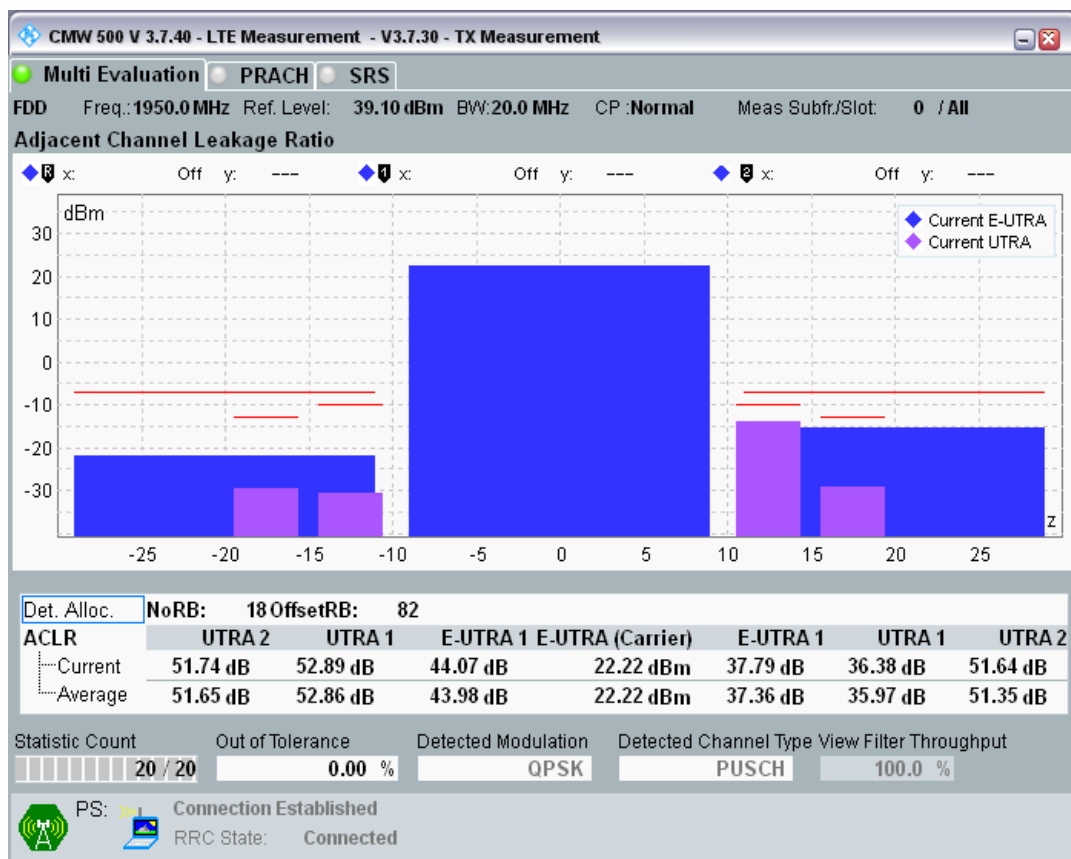 CMW 500 V 3.7.40 - LTE Measurement - V3.7.30 - TX Measurement
Multi Evaluation PRACH SRS
FDD Freq.: 1950.0 MHz Ref. Level: 39.10 dBm BW: 20.0 MHz CP :Normal Meas Subfr./Slot: 0 / All
Adjacent Channel Leakage Ratio
R x: Off y: --- 1 x: Off y: --- 2 x: Off y: ---
dBm
Current E-UTRA
Current UTRA
30
20
10
0
-10
-20
-30
z
-25 -20 -15 -10 -5 0 5 10 15 20 25
Det. Alloc. NoRB: 18 OffsetRB: 82
ACLR UTRA 2 UTRA 1 E-UTRA 1 E-UTRA (Carrier) E-UTRA 1 UTRA 1 UTRA 2
Current 51.74 dB 52.89 dB 44.07 dB 22.22 dBm 37.79 dB 36.38 dB 51.64 dB
Average 51.65 dB 52.86 dB 43.98 dB 22.22 dBm 37.36 dB 35.97 dB 51.35 dB
Statistic Count Out of Tolerance Detected Modulation Detected Channel Type View Filter Throughput
20 / 20 0.00 % QPSK PUSCH 100.0 %
PS: Connection Established
RRC State: Connected